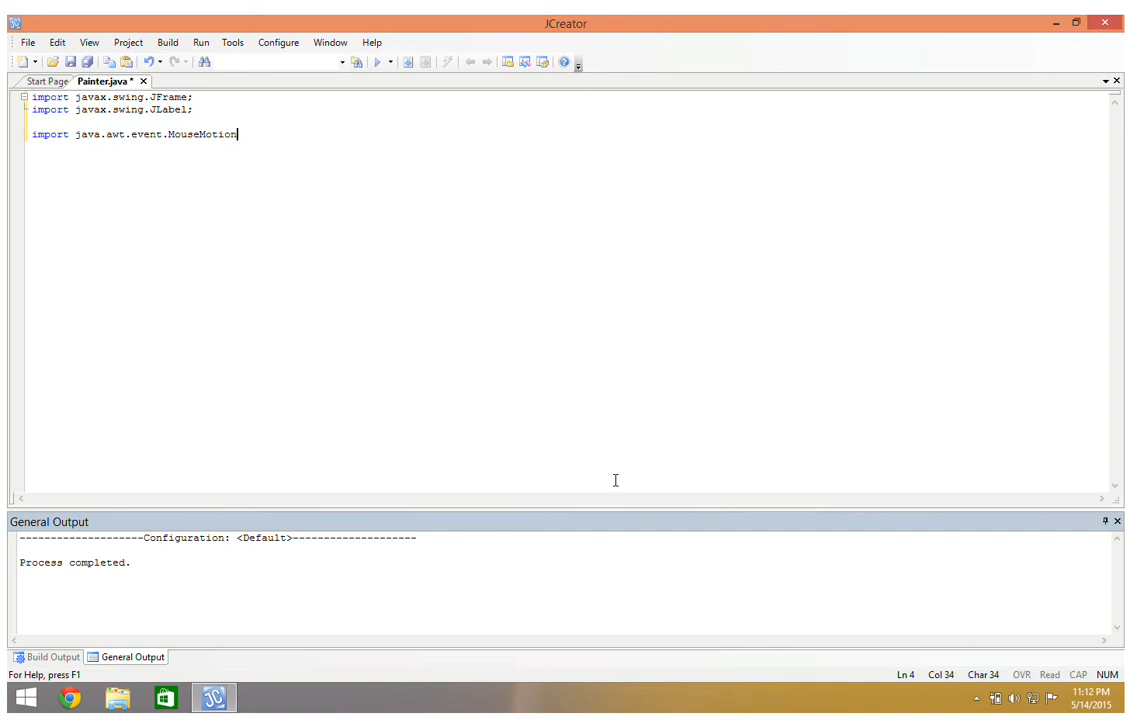 JCreator
File Edit View Project Build Run Tools Configure Window Help
Start Page Painter.java *
import javax.swing.JFrame;
import javax.swing.JLabel;
import java.awt.event.MouseMotion
General Output
--------------------Configuration: <Default>--------------------
Process completed.
Build Output General Output
For Help, press F1 Ln 4 Col 34 Char 34 OVR Read CAP NUM
JC
11:12 PM
5/14/2015